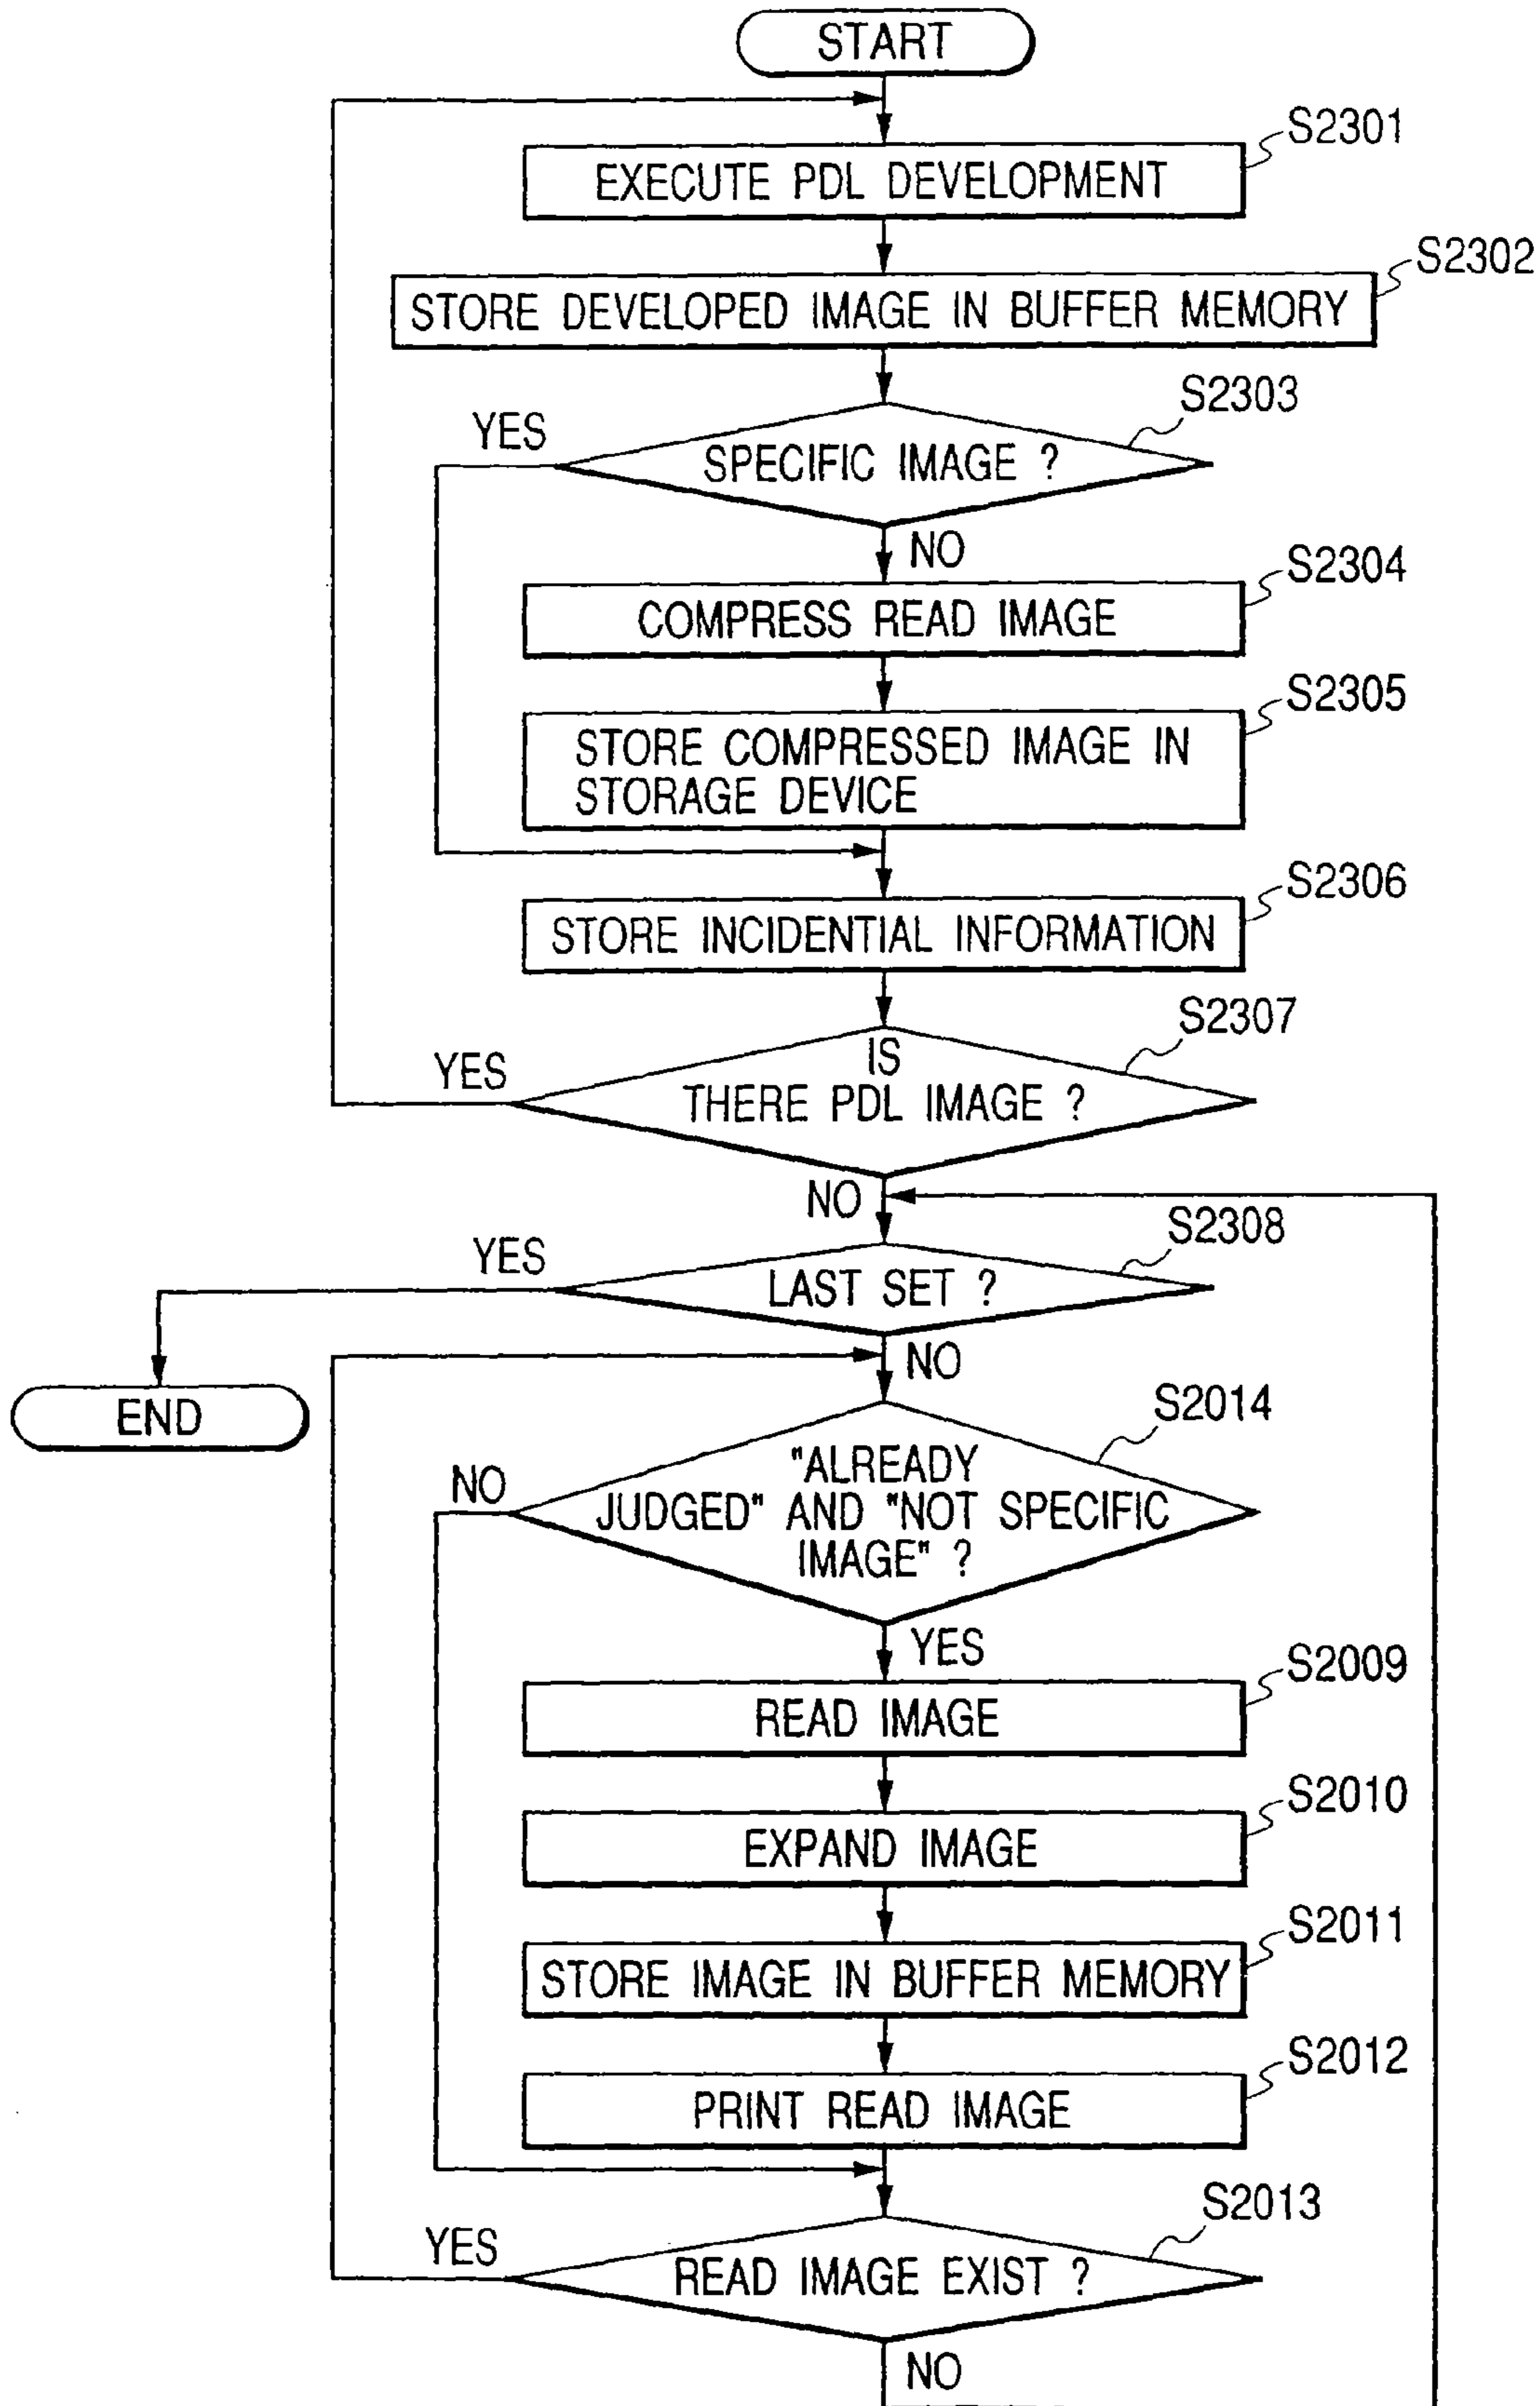 START
S2301
EXECUTE PDL DEVELOPMENT
S2302
STORE DEVELOPED IMAGE IN BUFFER MEMORY
S2303
YES
SPECIFIC IMAGE ?
NO
S2304
COMPRESS READ IMAGE
S2305
STORE COMPRESSED IMAGE IN
STORAGE DEVICE
S2306
STORE INCIDENTIAL INFORMATION
S2307
YES
IS
THERE PDL IMAGE ?
NO
S2308
YES
LAST SET ?
NO
END
S2014
NO
"ALREADY
JUDGED" AND "NOT SPECIFIC
IMAGE" ?
YES
S2009
READ IMAGE
S2010
EXPAND IMAGE
S2011
STORE IMAGE IN BUFFER MEMORY
S2012
PRINT READ IMAGE
S2013
YES
READ IMAGE EXIST ?
NO